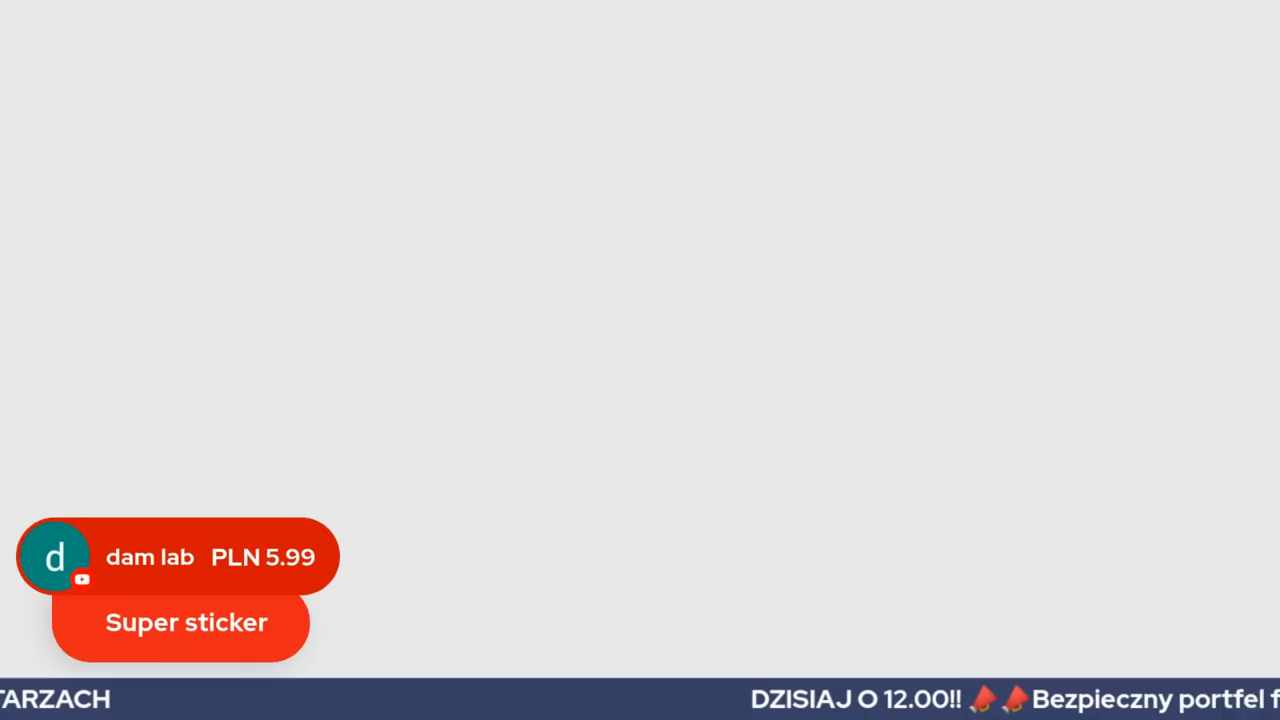 d
dam lab PLN 5.99
Super sticker
TARZACH DZISIAJ O 12.00!! 📣📣Bezpieczny portfel f